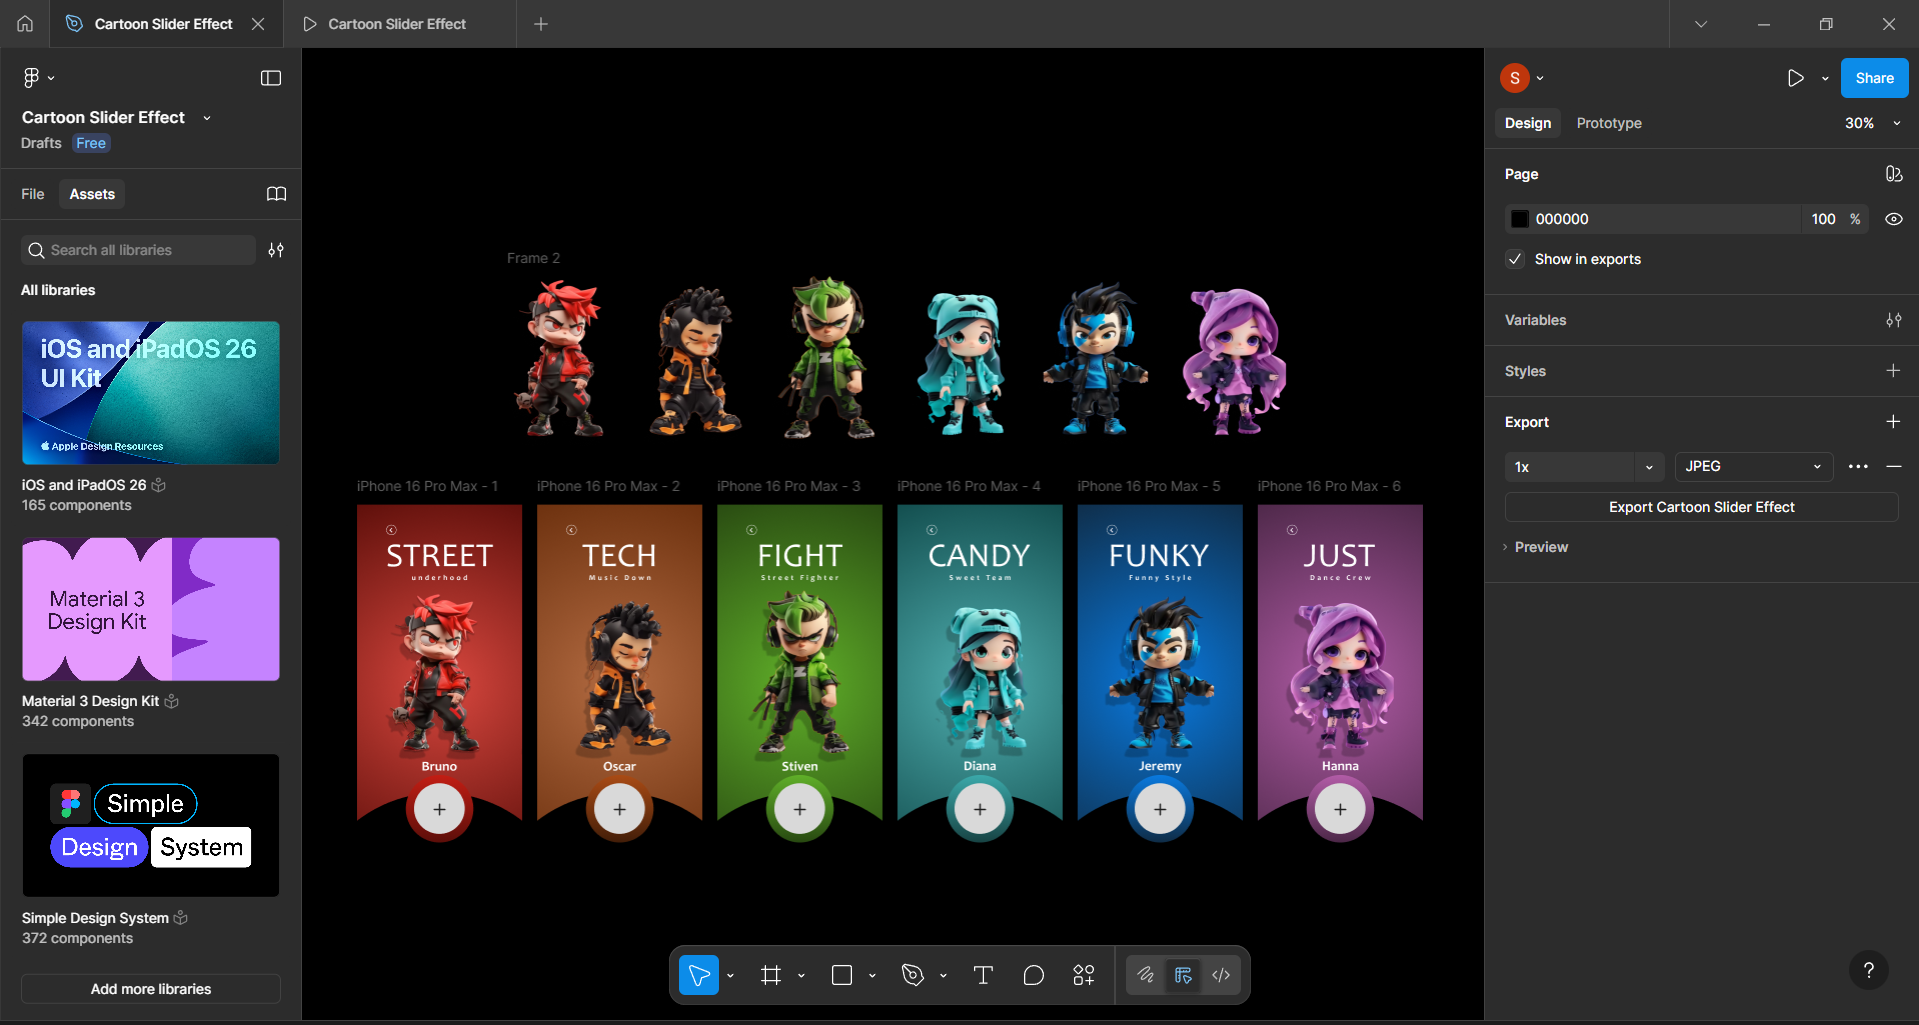 Cartoon Slider Effect
Cartoon Slider Effect
Cartoon Slider Effect
Drafts Free
File Assets
Search all libraries
All libraries
iOS and iPadOS 26
UI Kit
Apple Design Resources
iOS and iPadOS 26
165 components
Material 3
Design Kit
Material 3 Design Kit
342 components
Simple
Design System
Simple Design System
372 components
Add more libraries
Frame 2
iPhone 16 Pro Max - 1
iPhone 16 Pro Max - 2
iPhone 16 Pro Max - 3
iPhone 16 Pro Max - 4
iPhone 16 Pro Max - 5
iPhone 16 Pro Max - 6
STREET
underhood
Bruno
+
TECH
Music Down
Oscar
+
FIGHT
Street Fighter
Z
Stiven
+
CANDY
Sweet Team
Diana
+
FUNKY
Funny Style
Jeremy
+
JUST
Dance Crew
Hanna
+
S
Share
Design Prototype 30%
Page
000000 100 %
Show in exports
Variables
Styles
Export
1x JPEG
Export Cartoon Slider Effect
Preview
?